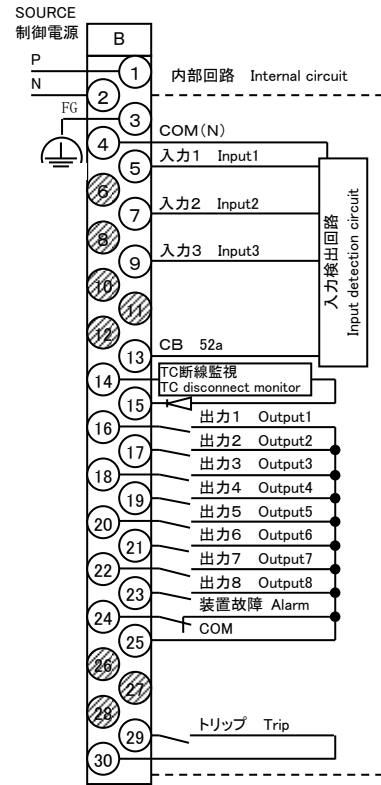 SOURCE
制御電源
B
P
1
内部回路 Internal circuit
N
2
FG
3
4
COM(N)
5
入力1 Input1
6
7
入力2 Input2
8
9
入力3 Input3
10
11
12
入力検出回路
Input detection circuit
13
CB 52a
14
TC断線監視
TC disconnect monitor
15
16
出力1 Output1
17
出力2 Output2
18
出力3 Output3
19
出力4 Output4
20
出力5 Output5
21
出力6 Output6
22
出力7 Output7
23
出力8 Output8
24
装置故障 Alarm
25
COM
26
27
28
29
トリップ Trip
30